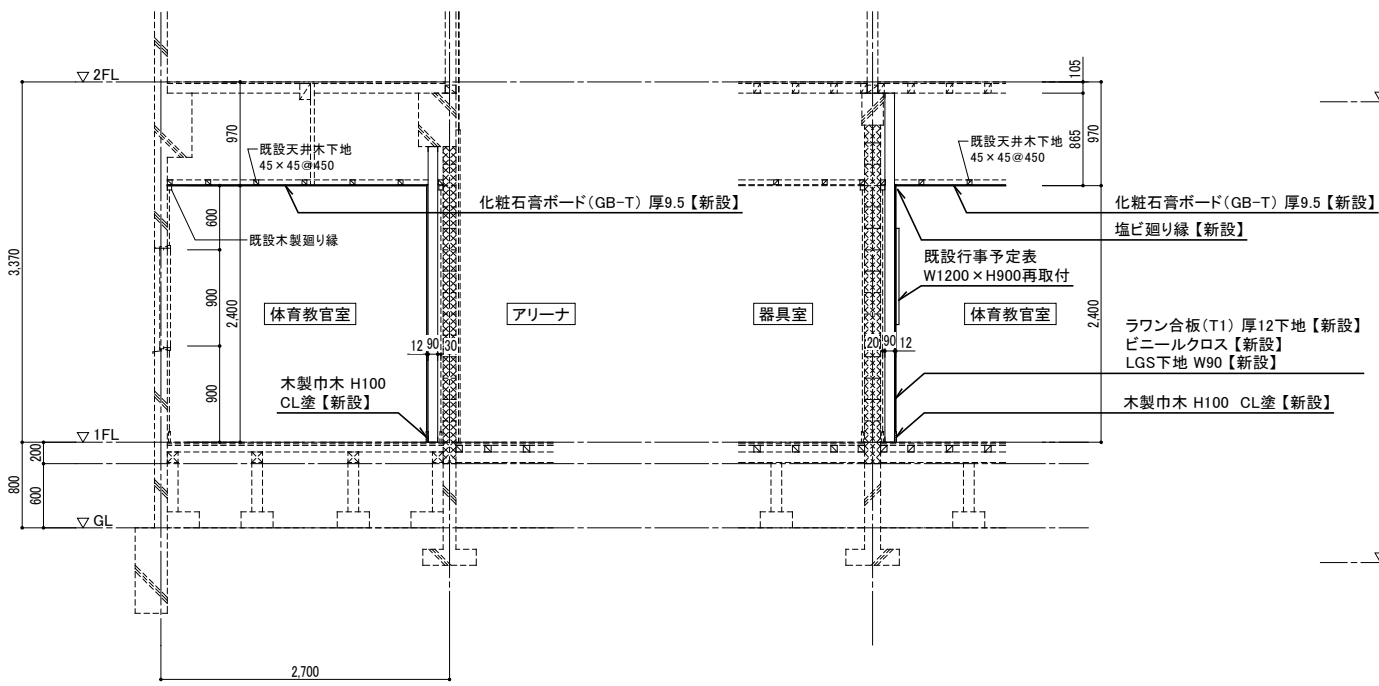 ▽ 2FL
105
970
865
970
既設天井木下地
45×45@450
既設天井木下地
45×45@450
化粧石膏ボード(GB-T) 厚9.5【新設】
化粧石膏ボード(GB-T) 厚9.5【新設】
塩ビ廻り縁【新設】
600
既設木製廻り縁
既設行事予定表
W1200×H900再取付
3,370
900
2,400
体育教官室
アリーナ
器具室
体育教官室
2,400
12 90 30
20 90 12
ラワン合板(T1) 厚12下地【新設】
ビニールクロス【新設】
LGS下地 W90【新設】
900
木製巾木 H100
CL塗【新設】
木製巾木 H100 CL塗【新設】
▽ 1FL
200
800
600
▽ GL
2,700